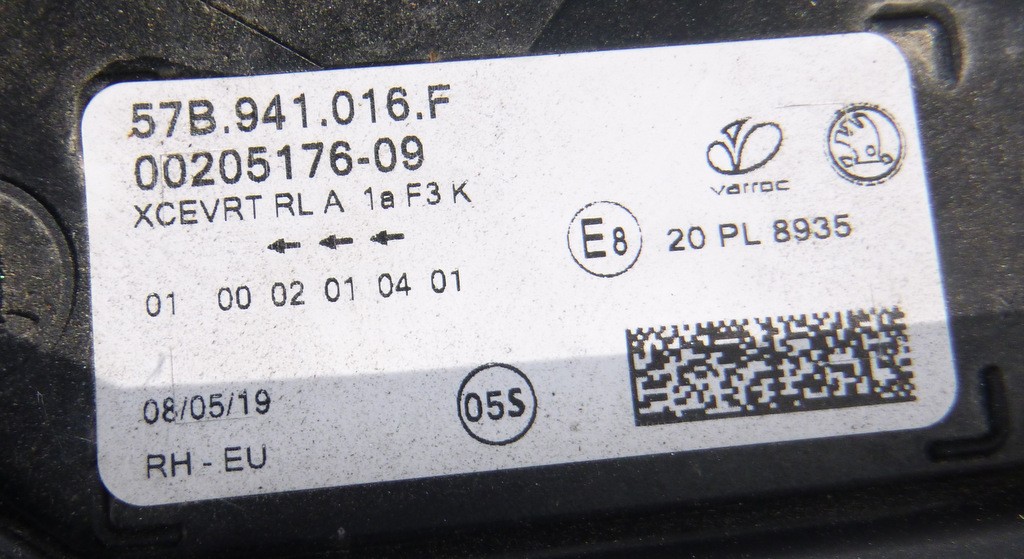 57B.941.016.F
00205176-09
XCEVRT RL A 1a F3 K
varroc
E8 20 PL 8935
01 00 02 01 04 01
08/05/19
05S
RH - EU